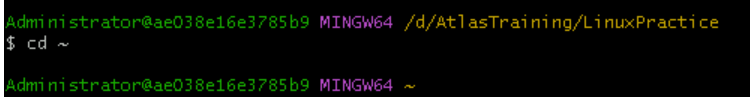 Administrator@ae038e16e3785b9 MINGW64 /d/AtlasTraining/LinuxPractice
$ cd ~
Administrator@ae038e16e3785b9 MINGW64 ~